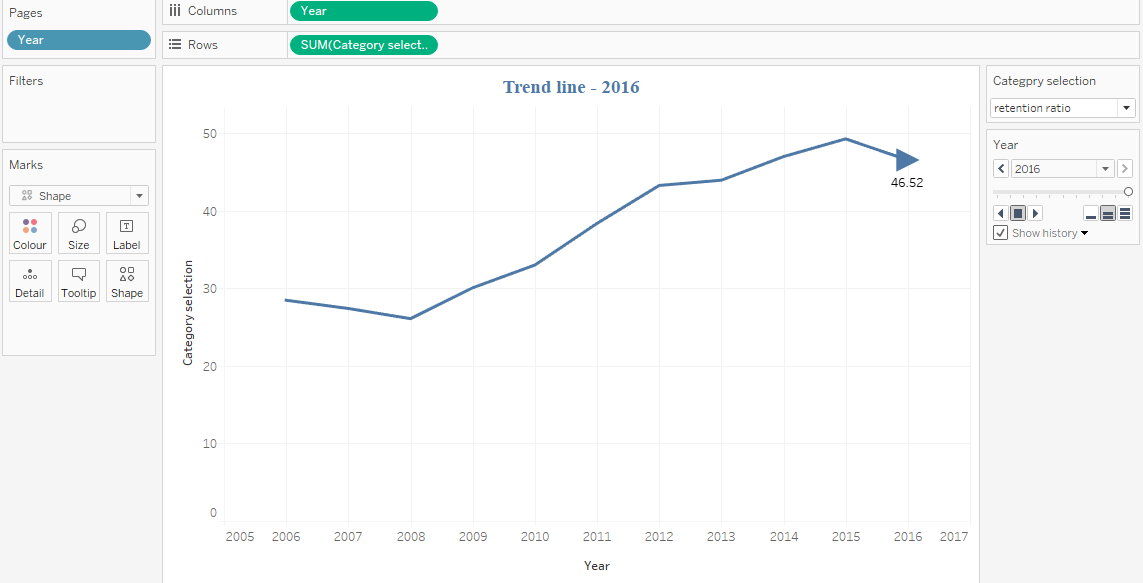 Pages
Year
Columns
Year
Rows
SUM(Category select..
Filters
Marks
Shape
Colour
Size
Label
Detail
Tooltip
Shape
Trend line - 2016
Category selection
50
40
30
20
10
0
46.52
2005 2006 2007 2008 2009 2010 2011 2012 2013 2014 2015 2016 2017
Year
Categpry selection
retention ratio
Year
2016
Show history